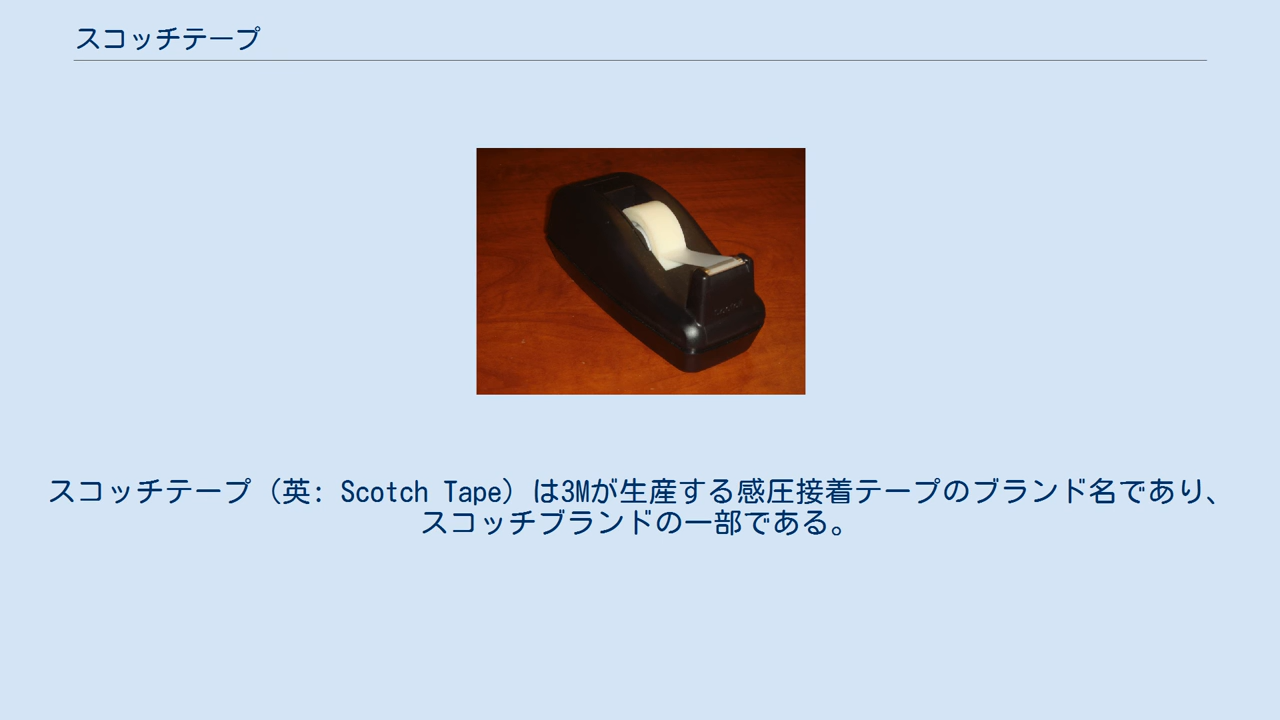 スコッチテープ
スコッチテープ（英: Scotch Tape）は3Mが生産する感圧接着テープのブランド名であり、
スコッチブランドの一部である。